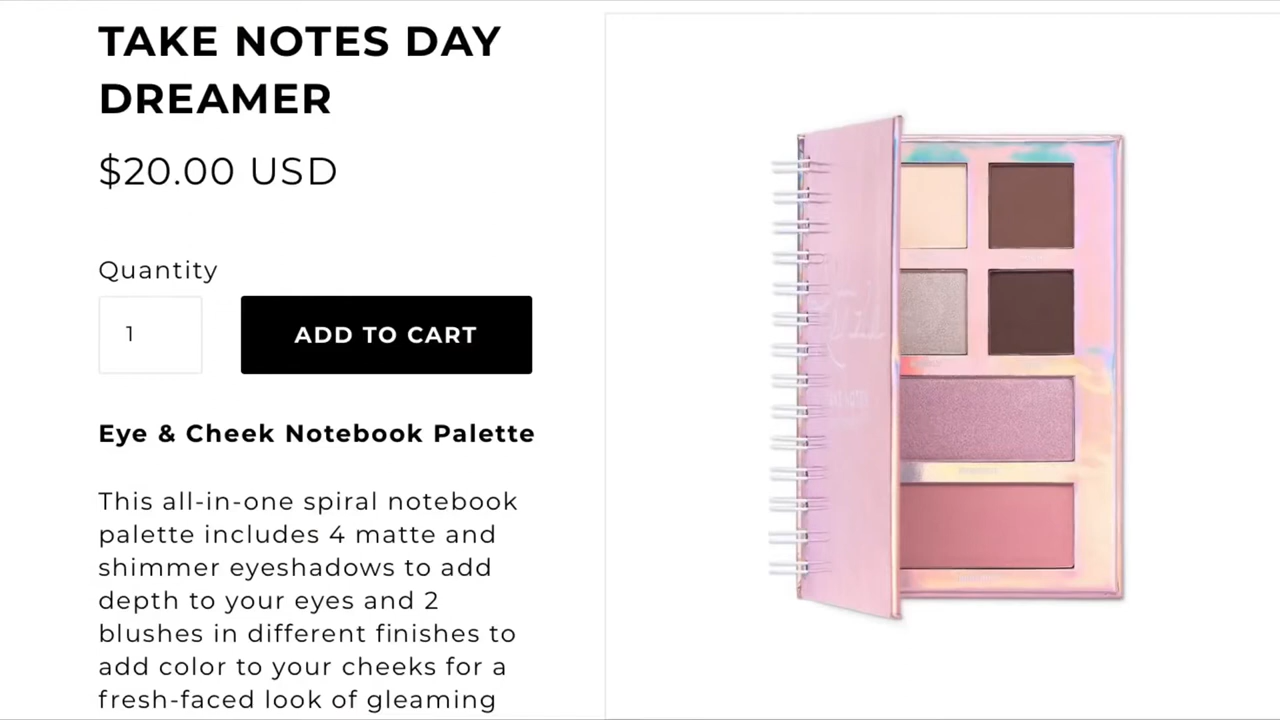 TAKE NOTES DAY
DREAMER
$20.00 USD
Quantity
1
ADD TO CART
Eye & Cheek Notebook Palette
This all-in-one spiral notebook
palette includes 4 matte and
shimmer eyeshadows to add
depth to your eyes and 2
blushes in different finishes to
add color to your cheeks for a
fresh-faced look of gleaming